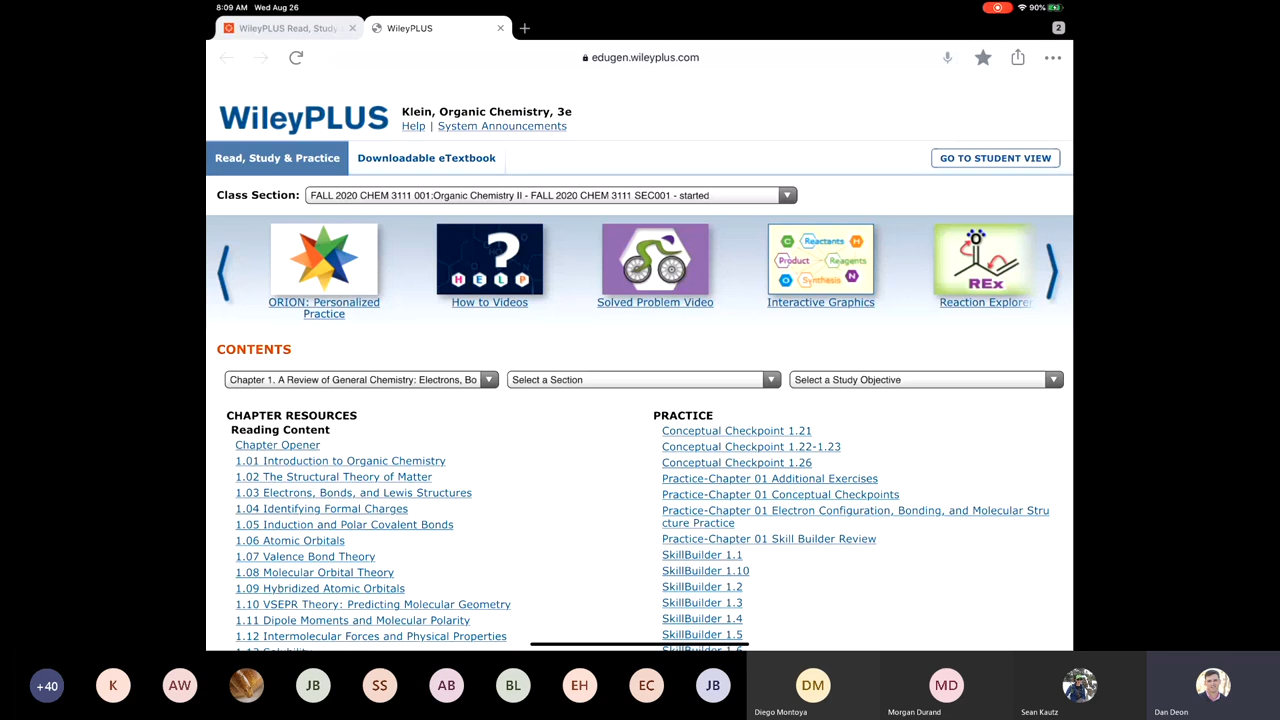 8:09 AM Wed Aug 26
90%
WileyPLUS Read, Study
WileyPLUS
2
edugen.wileyplus.com
WileyPLUS
Klein, Organic Chemistry, 3e
Help | System Announcements
Read, Study & Practice
Downloadable eTextbook
GO TO STUDENT VIEW
Class Section:
FALL 2020 CHEM 3111 001:Organic Chemistry II - FALL 2020 CHEM 3111 SEC001 - started
?
H E L P
C Reactants H
Product Reagents
O Synthesis N
O
REx
ORION: Personalized
Practice
How to Videos
Solved Problem Video
Interactive Graphics
Reaction Explorer
CONTENTS
Chapter 1. A Review of General Chemistry: Electrons, Bo
Select a Section
Select a Study Objective
CHAPTER RESOURCES
Reading Content
Chapter Opener
1.01 Introduction to Organic Chemistry
1.02 The Structural Theory of Matter
1.03 Electrons, Bonds, and Lewis Structures
1.04 Identifying Formal Charges
1.05 Induction and Polar Covalent Bonds
1.06 Atomic Orbitals
1.07 Valence Bond Theory
1.08 Molecular Orbital Theory
1.09 Hybridized Atomic Orbitals
1.10 VSEPR Theory: Predicting Molecular Geometry
1.11 Dipole Moments and Molecular Polarity
1.12 Intermolecular Forces and Physical Properties
PRACTICE
Conceptual Checkpoint 1.21
Conceptual Checkpoint 1.22-1.23
Conceptual Checkpoint 1.26
Practice-Chapter 01 Additional Exercises
Practice-Chapter 01 Conceptual Checkpoints
Practice-Chapter 01 Electron Configuration, Bonding, and Molecular Stru
cture Practice
Practice-Chapter 01 Skill Builder Review
SkillBuilder 1.1
SkillBuilder 1.10
SkillBuilder 1.2
SkillBuilder 1.3
SkillBuilder 1.4
SkillBuilder 1.5
+40
K
AW
JB
SS
AB
BL
EH
EC
JB
DM
MD
Diego Montoya
Morgan Durand
Sean Kautz
Dan Deon